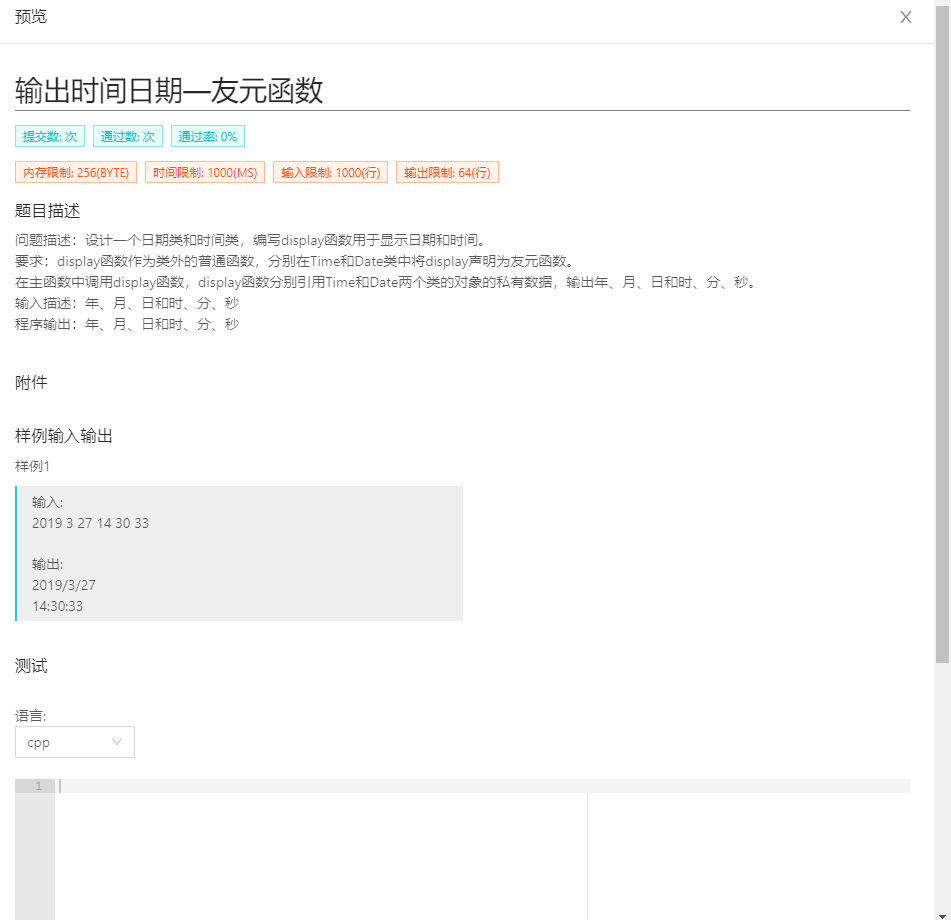 预览
输出时间日期—友元函数
提交数: 次 通过数: 次 通过率: 0%
内存限制: 256(BYTE) 时间限制: 1000(MS) 输入限制: 1000(行) 输出限制: 64(行)
题目描述
问题描述：设计一个日期类和时间类，编写display函数用于显示日期和时间。
要求：display函数作为类外的普通函数，分别在Time和Date类中将display声明为友元函数。
在主函数中调用display函数，display函数分别引用Time和Date两个类的对象的私有数据，输出年、月、日和时、分、秒。
输入描述：年、月、日和时、分、秒
程序输出：年、月、日和时、分、秒
附件
样例输入输出
样例1
输入:
2019 3 27 14 30 33
输出:
2019/3/27
14:30:33
测试
语言:
cpp
1